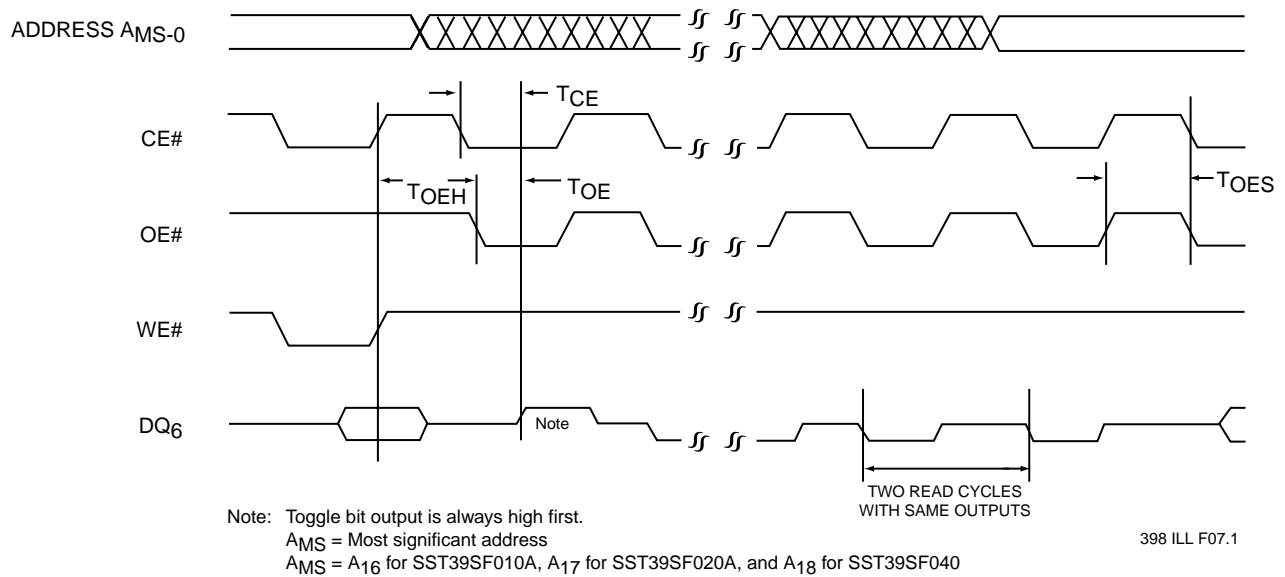 ADDRESS AMS-0
TCE
CE#
TOEH
TOE
TOES
OE#
WE#
DQ6
Note
TWO READ CYCLES
WITH SAME OUTPUTS
Note: Toggle bit output is always high first.
AMS = Most significant address
398 ILL F07.1
AMS = A16 for SST39SF010A, A17 for SST39SF020A, and A18 for SST39SF040